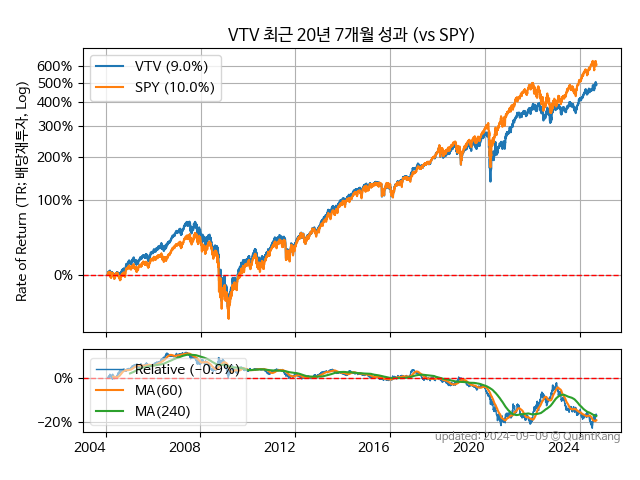 VTV 최근 20년 7개월 성과 (vs SPY)
Rate of Return (TR: 배당재투자, Log)
600%
500%
400%
300%
200%
100%
0%
VTV (9.0%)
SPY (10.0%)
0%
−20%
Relative (−0.9%)
MA(60)
MA(240)
2004
2008
2012
2016
2020
2024
updated: 2024-09-09 © QuantKang